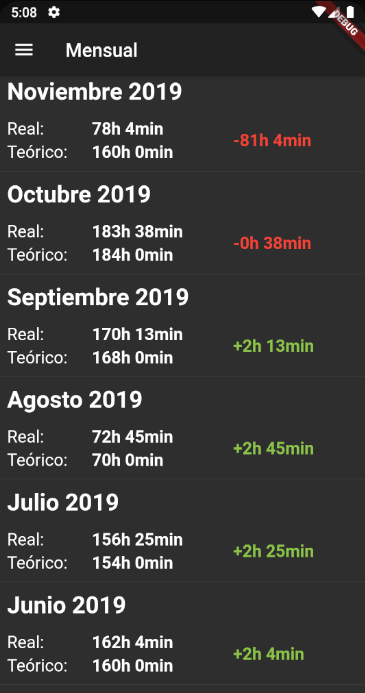 5:08
DEBUG
Mensual
Noviembre 2019
Real: 78h 4min
-81h 4min
Teórico: 160h 0min
Octubre 2019
Real: 183h 38min
-0h 38min
Teórico: 184h 0min
Septiembre 2019
Real: 170h 13min
+2h 13min
Teórico: 168h 0min
Agosto 2019
Real: 72h 45min
+2h 45min
Teórico: 70h 0min
Julio 2019
Real: 156h 25min
+2h 25min
Teórico: 154h 0min
Junio 2019
Real: 162h 4min
+2h 4min
Teórico: 160h 0min